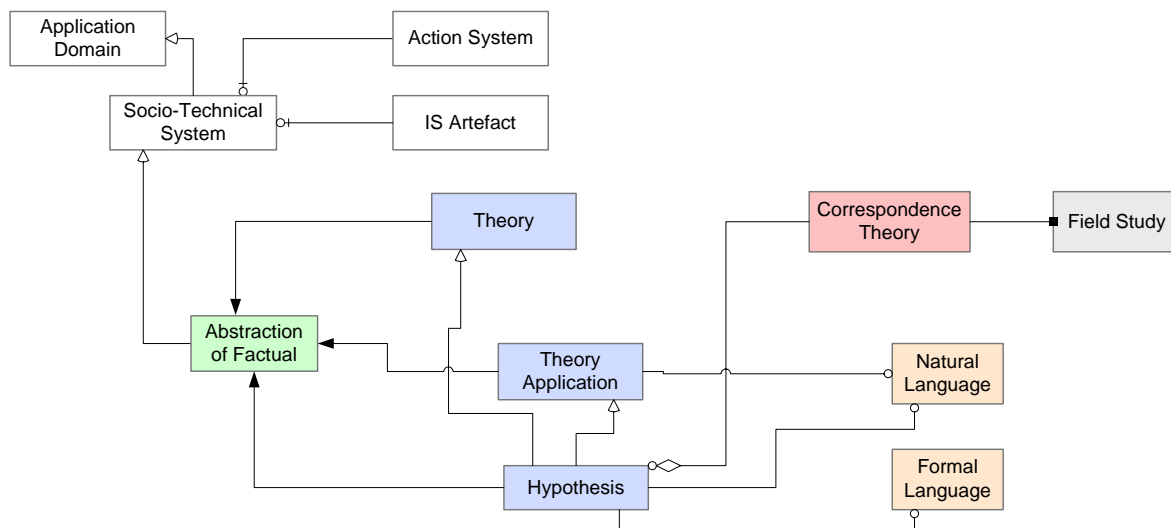 Application
Domain
Action System
Socio-Technical
System
IS Artefact
Theory
Correspondence
Theory
Field Study
Abstraction
of Factual
Theory
Application
Natural
Language
Hypothesis
Formal
Language